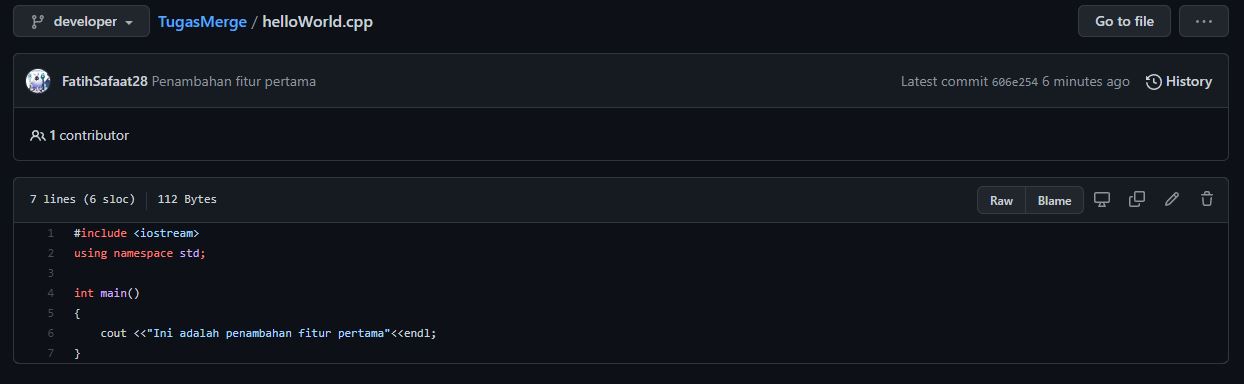 developer TugasMerge / helloWorld.cpp Go to file ...
FatihSafaat28 Penambahan fitur pertama Latest commit 606e254 6 minutes ago History
1 contributor
7 lines (6 sloc) 112 Bytes Raw Blame
1 #include <iostream>
2 using namespace std;
3
4 int main()
5 {
6 cout <<"Ini adalah penambahan fitur pertama"<<endl;
7 }